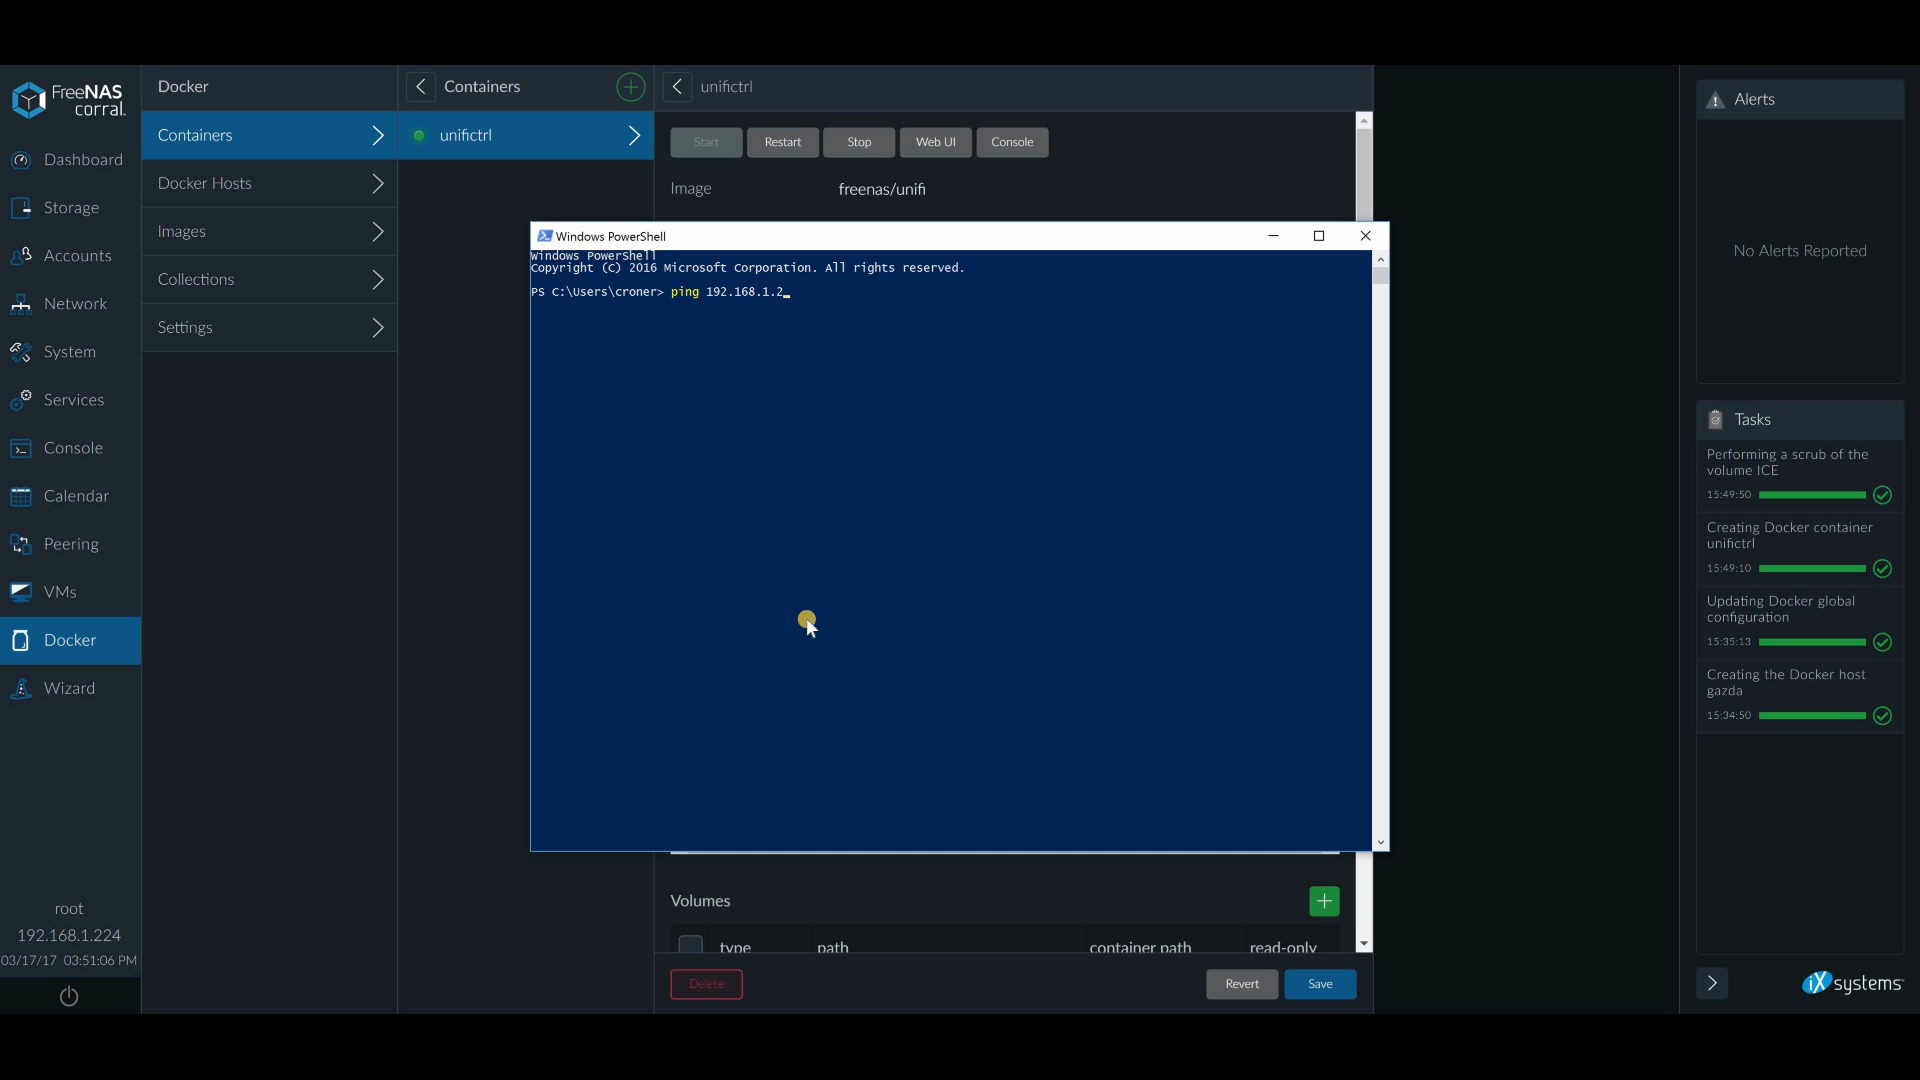 FreeNAS
corral.
Dashboard
Storage
Accounts
Network
System
Services
Console
Calendar
Peering
VMs
Docker
Wizard
root
192.168.1.224
03/17/17 03:51:06 PM
Docker
Containers
Docker Hosts
Images
Collections
Settings
Containers
unifictrl
unifictrl
Start Restart Stop Web UI Console
Image freenas/unifi
Windows PowerShell
Windows PowerShell
Copyright (C) 2016 Microsoft Corporation. All rights reserved.
PS C:\Users\croner> ping 192.168.1.2_
Volumes
type path container path read-only
Delete Revert Save
Alerts
No Alerts Reported
Tasks
Performing a scrub of the
volume ICE
15:49:50
Creating Docker container
unifictrl
15:49:10
Updating Docker global
configuration
15:35:13
Creating the Docker host
gazda
15:34:50
iXsystems